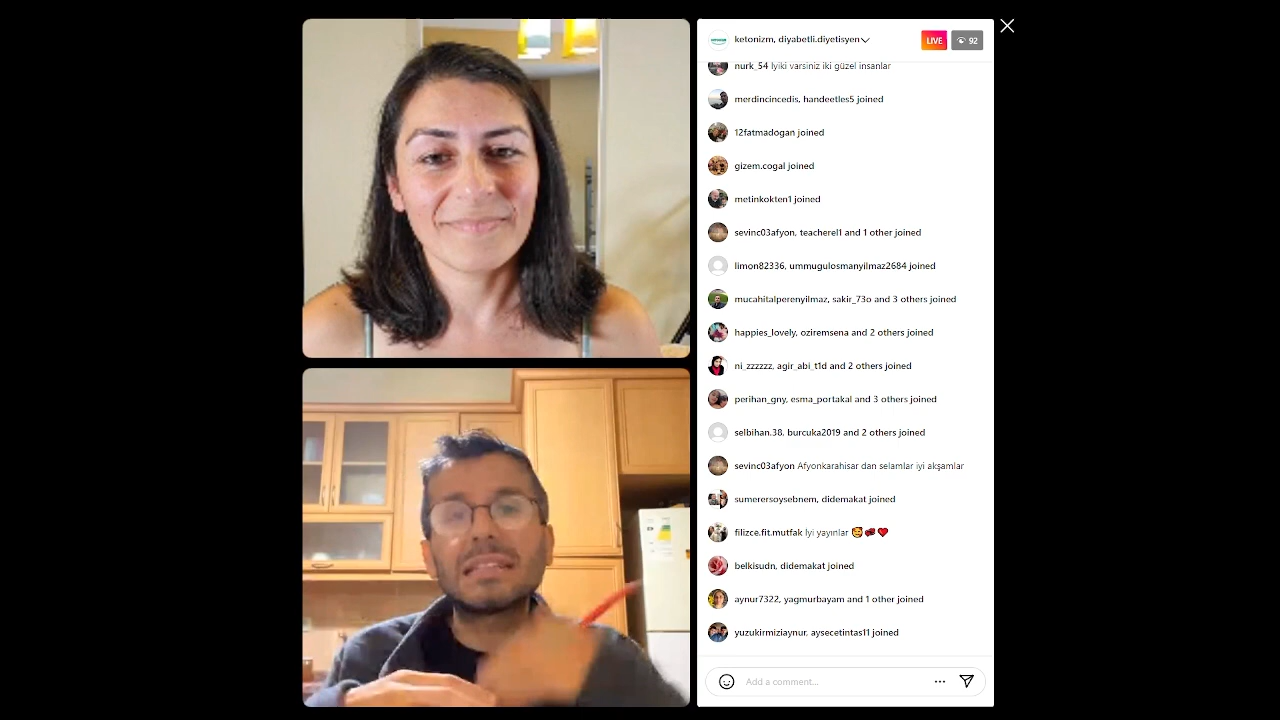 ketonizm, diyabetli.diyetisyen
LIVE
92
nurk_54 Iyiki varsiniz iki güzel insanlar
merdincincedis, handeetles5 joined
12fatmadogan joined
gizem.cogal joined
metinkokten1 joined
sevinc03afyon, teacherel1 and 1 other joined
limon82336, ummugulosmanyilmaz2684 joined
mucahitalperenyilmaz, sakir_73o and 3 others joined
happies_lovely, oziremsena and 2 others joined
ni_zzzzzz, agir_abi_t1d and 2 others joined
perihan_gny, esma_portakal and 3 others joined
selbihan.38, burcuka2019 and 2 others joined
sevinc03afyon Afyonkarahisar dan selamlar iyi akşamlar
sumerersoysebnem, didemakat joined
filizce.fit.mutfak Iyi yayınlar 🥰💏❤️
belkisudn, didemakat joined
aynur7322, yagmurbayam and 1 other joined
yuzukirmiziaynur, aysecetintas11 joined
Add a comment...